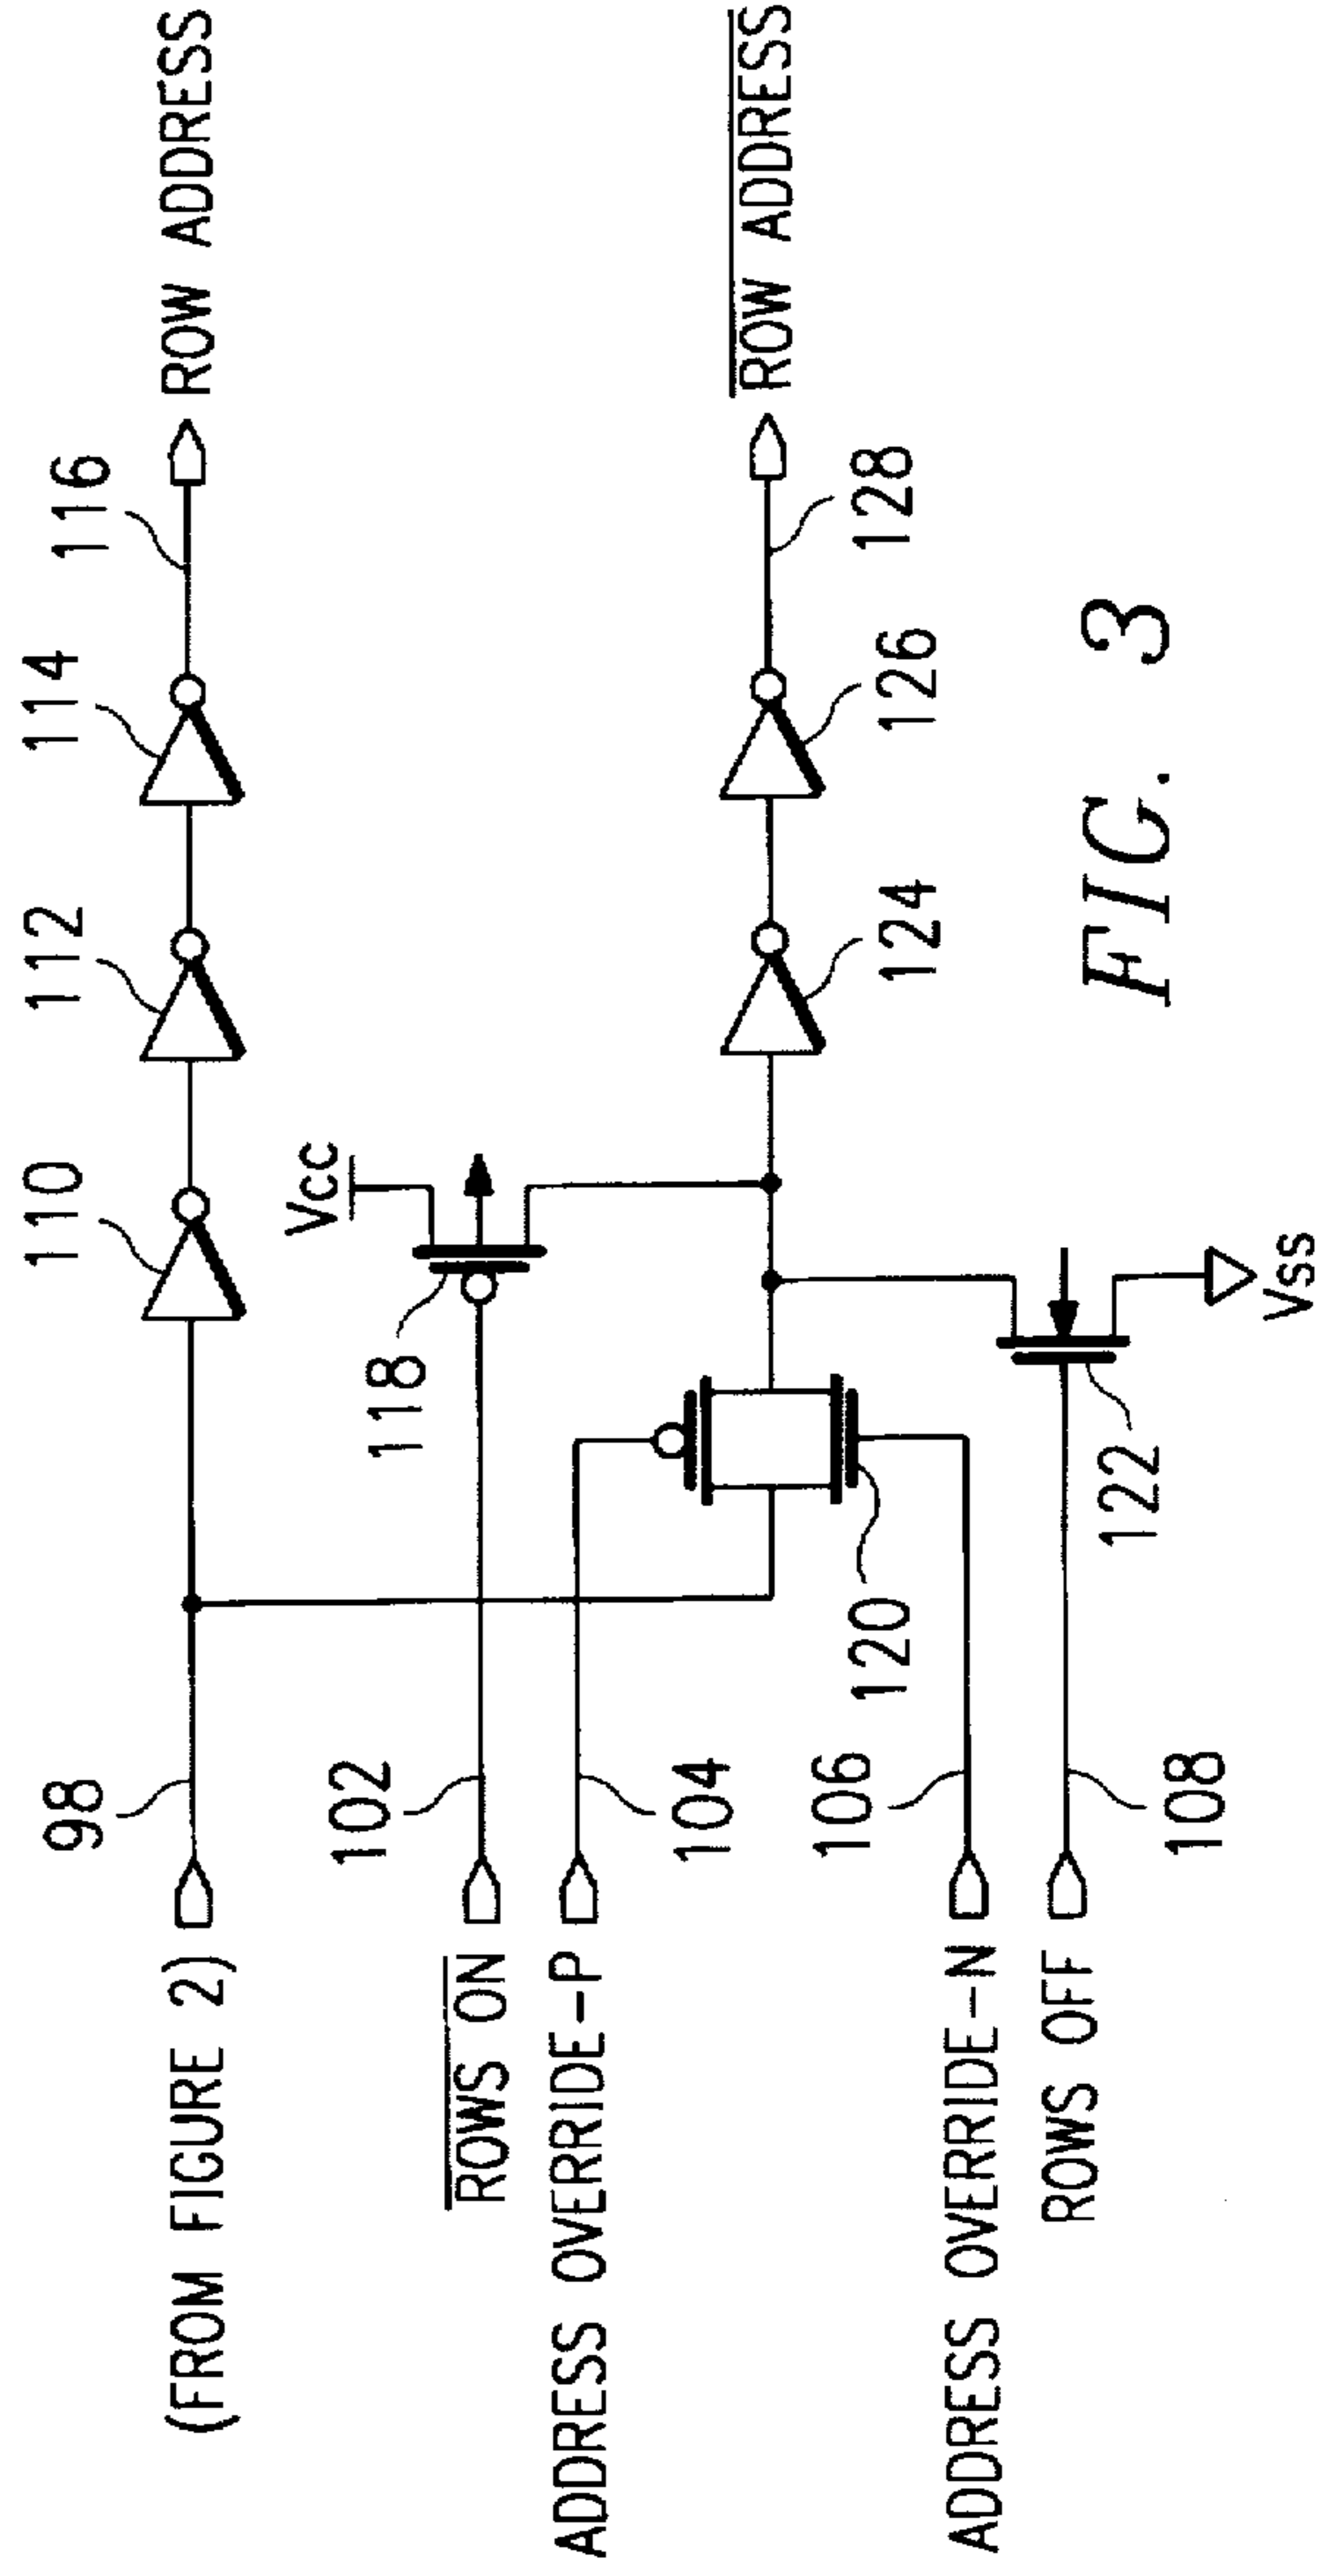 110
112
114
116
ROW ADDRESS
98
(FROM FIGURE 2)
Vcc
118
102
ROWS ON
104
ADDRESS OVERRIDE-P
120
106
ADDRESS OVERRIDE-N
108
ROWS OFF
122
Vss
124
126
128
ROW ADDRESS
FIG. 3